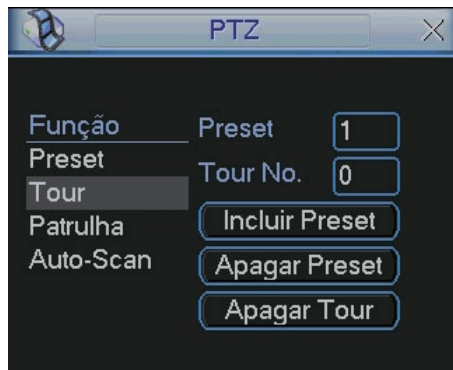 PTZ
Função
Preset
Tour
Patrulha
Auto-Scan
Preset 1
Tour No. 0
Incluir Preset
Apagar Preset
Apagar Tour